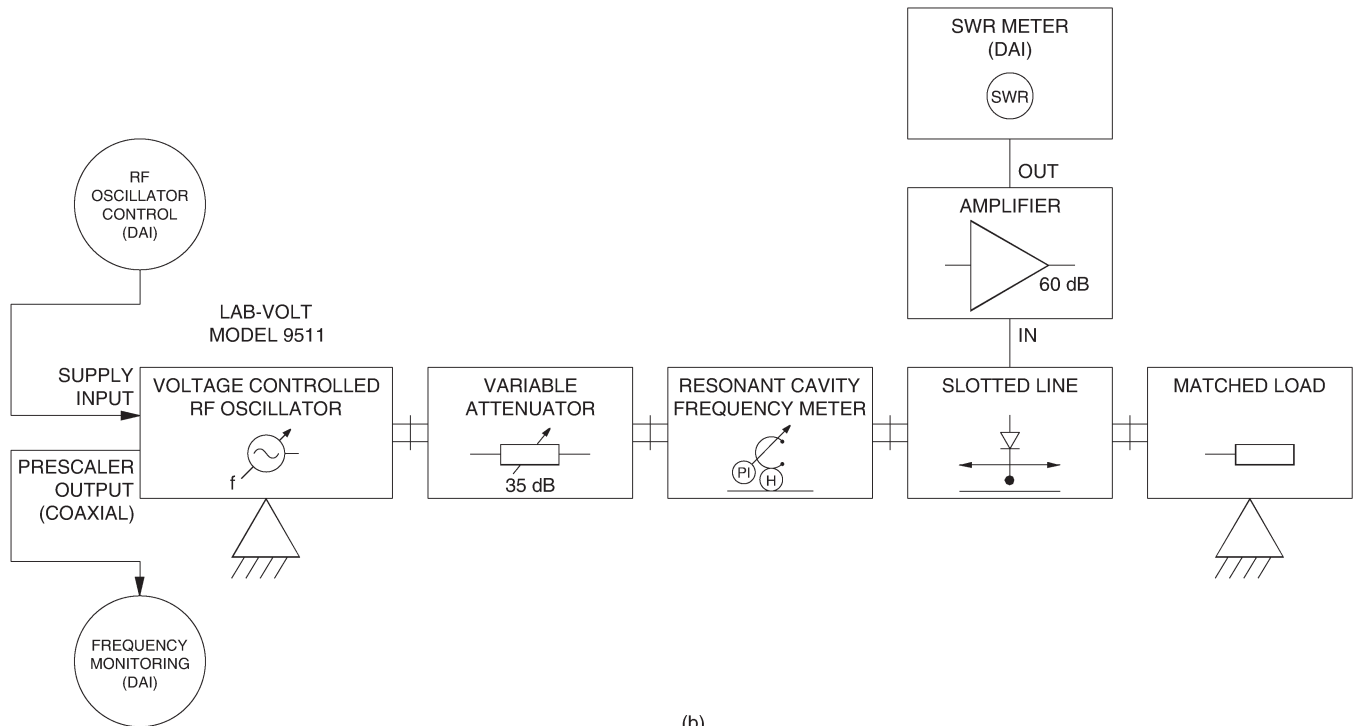 SWR METER
(DAI)
SWR
OUT
AMPLIFIER
60 dB
IN
RF
OSCILLATOR
CONTROL
(DAI)
LAB-VOLT
MODEL 9511
SUPPLY
INPUT
VOLTAGE CONTROLLED
RF OSCILLATOR
f
PRESCALER
OUTPUT
(COAXIAL)
VARIABLE
ATTENUATOR
35 dB
RESONANT CAVITY
FREQUENCY METER
PI
H
SLOTTED LINE
MATCHED LOAD
FREQUENCY
MONITORING
(DAI)
(b)